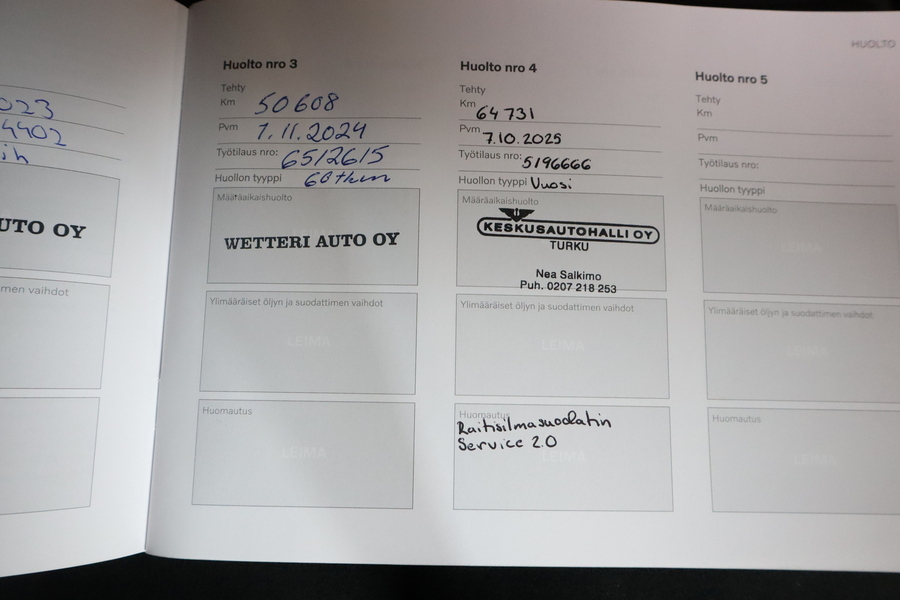 023
4402
UTO OY
men vaihdot
HUOLTO
Huolto nro 3
Tehty
Km 50608
Pvm 7.11.2024
Työtilaus nro: 6512615
Huollon tyyppi 60tkm
Määräaikaishuolto
WETTERI AUTO OY
Ylimääräiset öljyn ja suodattimen vaihdot
LEIMA
Huomautus
LEIMA
Huolto nro 4
Tehty
Km 64 731
Pvm 7.10.2025
Työtilaus nro: 5196666
Huollon tyyppi Vuosi
Määräaikaishuolto
KESKUSAUTOHALLI OY
TURKU
Nea Salkimo
Puh. 0207 218 253
Ylimääräiset öljyn ja suodattimen vaihdot
LEIMA
Huomautus
Raitisilmasuodatin
Service 2.0
Huolto nro 5
Tehty
Km
Pvm
Työtilaus nro:
Huollon tyyppi
Määräaikaishuolto
LEIMA
Ylimääräiset öljyn ja suodattimen vaihdot
LEIMA
Huomautus
LEIMA